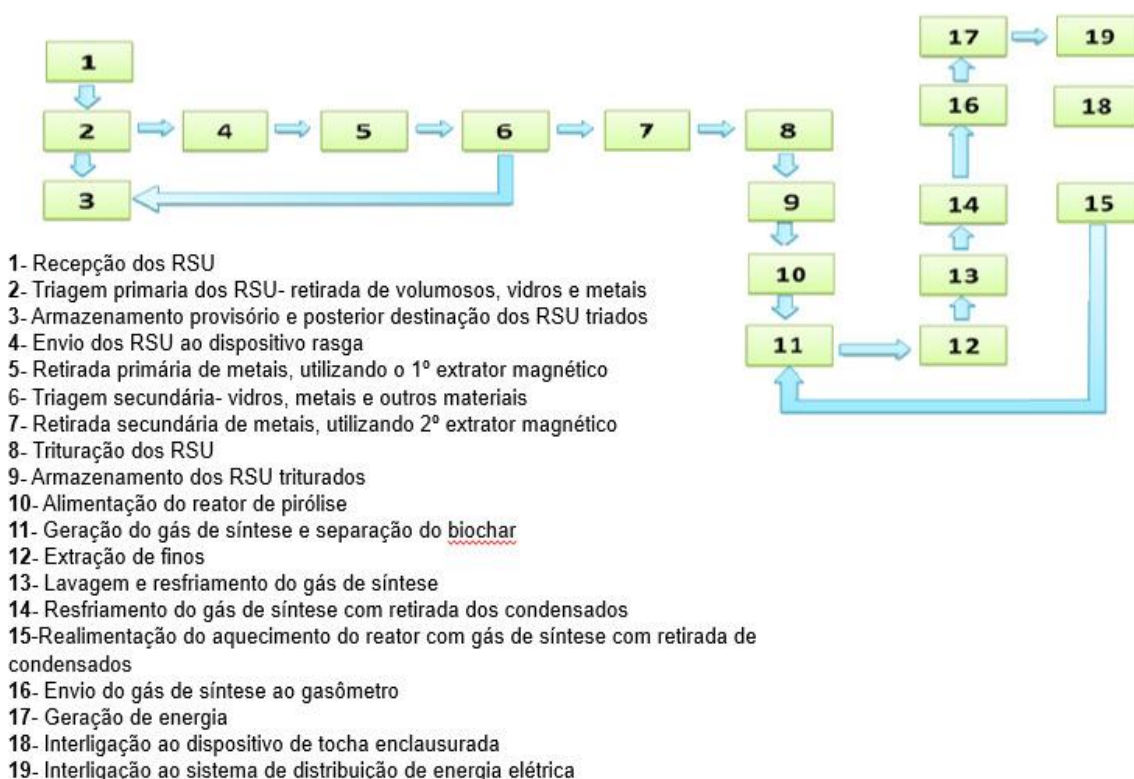 1
2
4
5
6
7
8
3
9
10
11
12
13
14
15
16
18
17
19
1- Recepção dos RSU
2- Triagem primaria dos RSU- retirada de volumosos, vidros e metais
3- Armazenamento provisório e posterior destinação dos RSU triados
4- Envio dos RSU ao dispositivo rasga
5- Retirada primária de metais, utilizando o 1º extrator magnético
6- Triagem secundária- vidros, metais e outros materiais
7- Retirada secundária de metais, utilizando 2º extrator magnético
8- Trituração dos RSU
9- Armazenamento dos RSU triturados
10- Alimentação do reator de pirólise
11- Geração do gás de síntese e separação do biochar
12- Extração de finos
13- Lavagem e resfriamento do gás de síntese
14- Resfriamento do gás de síntese com retirada dos condensados
15-Realimentação do aquecimento do reator com gás de síntese com retirada de
condensados
16- Envio do gás de síntese ao gasômetro
17- Geração de energia
18- Interligação ao dispositivo de tocha enclausurada
19- Interligação ao sistema de distribuição de energia elétrica